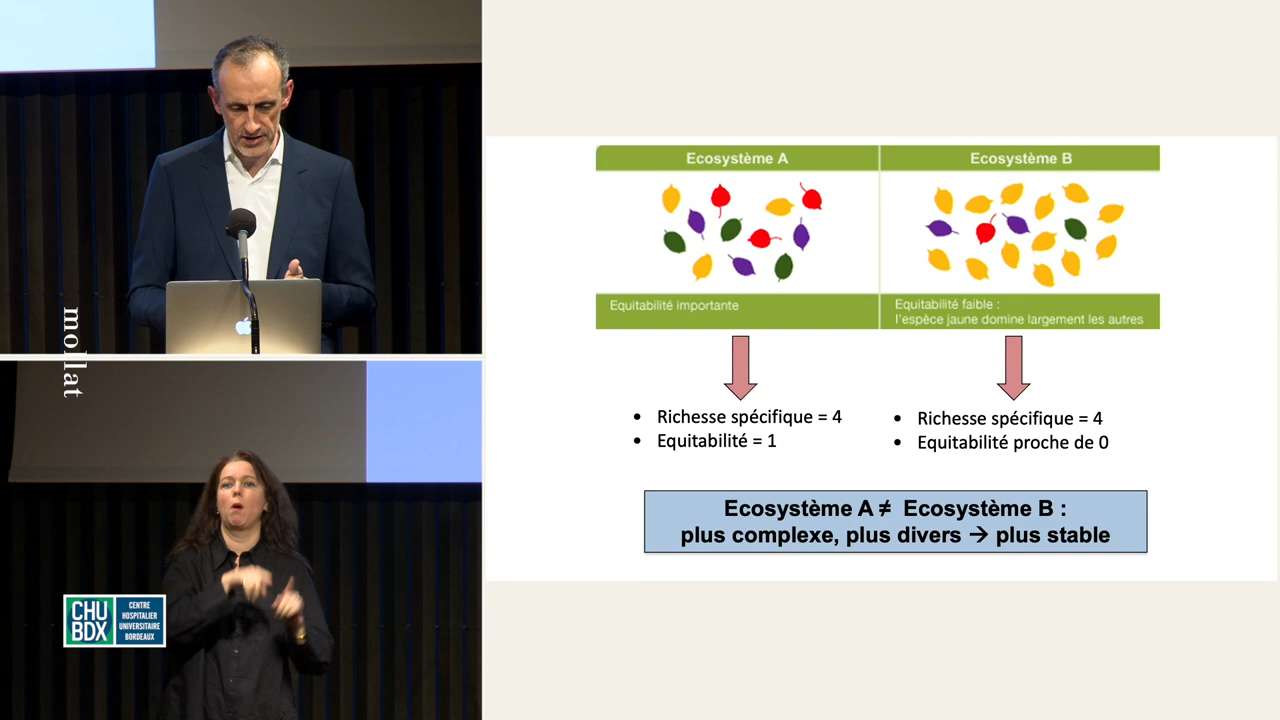 mollat
CHU
BDX
CENTRE
HOSPITALIER
UNIVERSITAIRE
BORDEAUX
Ecosystème A
Ecosystème B
Equitabilité importante
Equitabilité faible :
l'espèce jaune domine largement les autres
• Richesse spécifique = 4
• Equitabilité = 1
• Richesse spécifique = 4
• Equitabilité proche de 0
Ecosystème A ≠ Ecosystème B :
plus complexe, plus divers → plus stable